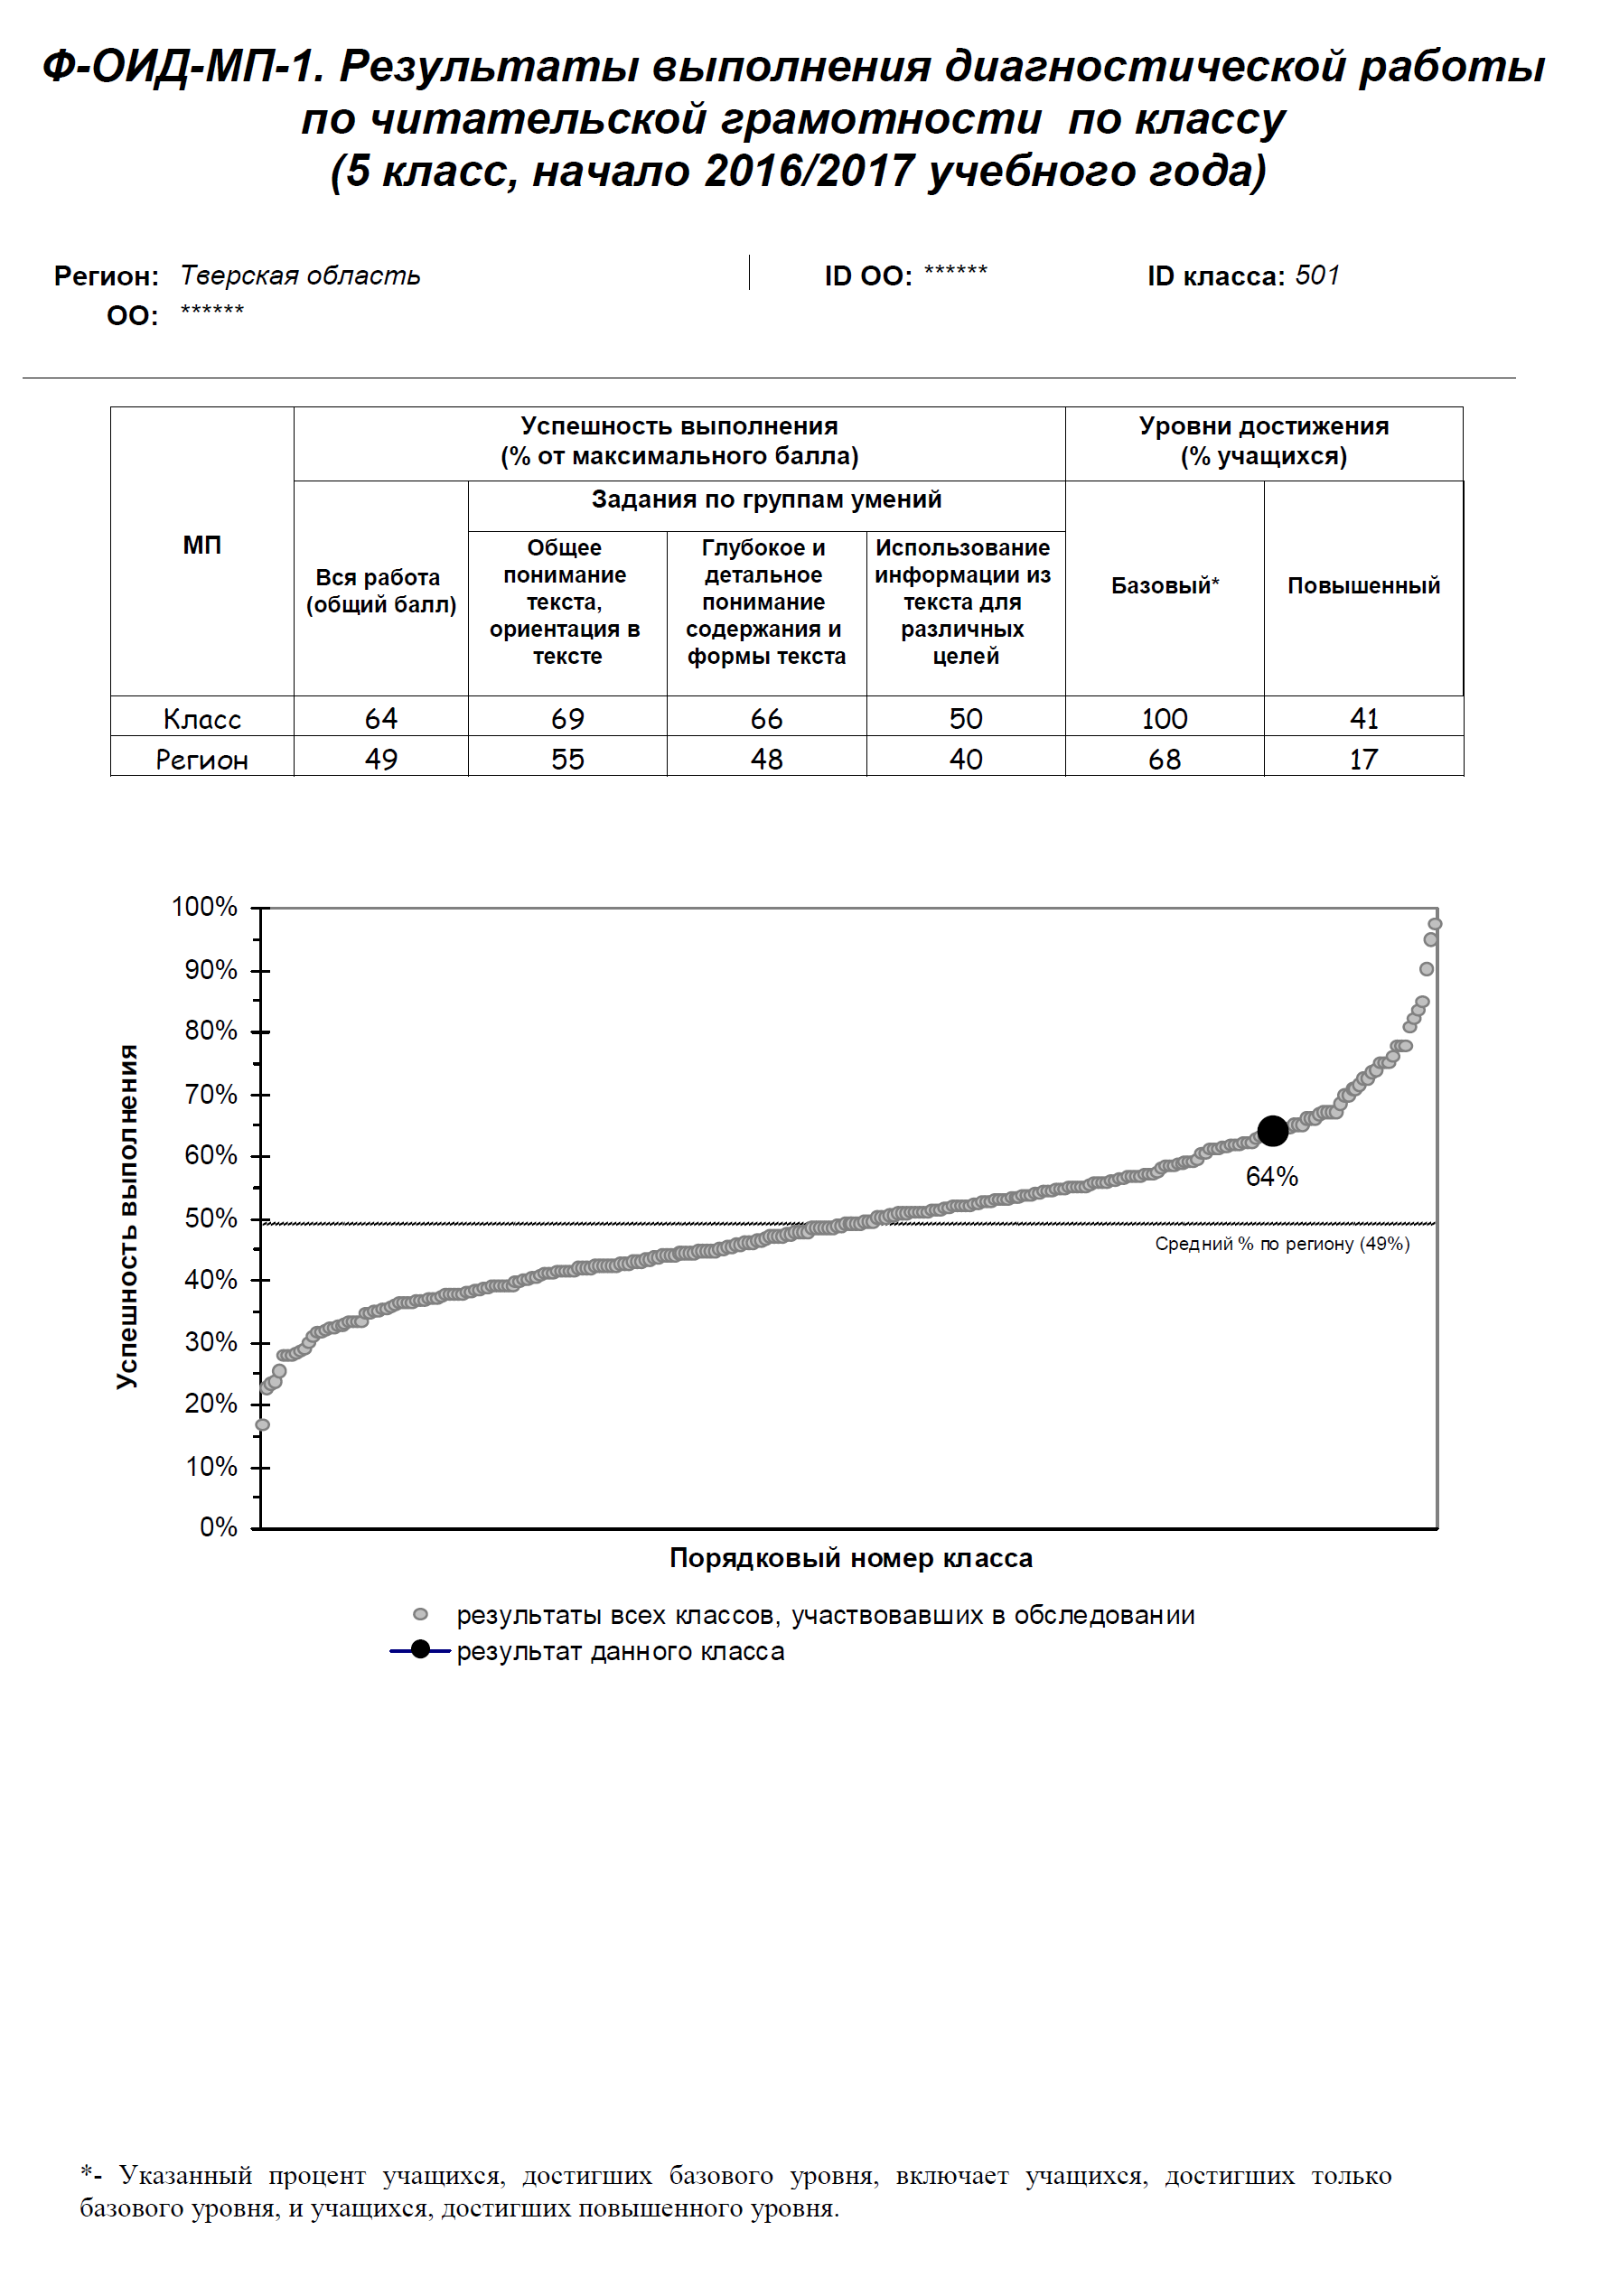 Ф-ОИД-МП-1. Результаты выполнения диагностической работы
по читательской грамотности по классу
(5 класс, начало 2016/2017 учебного года)
Регион: Тверская область
ID ОО: ******
ID класса: 501
ОО: ******
МП
Успешность выполнения
(% от максимального балла)
Уровни достижения
(% учащихся)
Вся работа
(общий балл)
Задания по группам умений
Общее
понимание
текста,
ориентация в
тексте
Глубокое и
детальное
понимание
содержания и
формы текста
Использование
информации из
текста для
различных
целей
Базовый*
Повышенный
Класс 64 69 66 50 100 41
Регион 49 55 48 40 68 17
Успешность выполнения
100%
90%
80%
70%
60%
50%
40%
30%
20%
10%
0%
64%
Средний % по региону (49%)
Порядковый номер класса
результаты всех классов, участвовавших в обследовании
результат данного класса
*- Указанный процент учащихся, достигших базового уровня, включает учащихся, достигших только
базового уровня, и учащихся, достигших повышенного уровня.